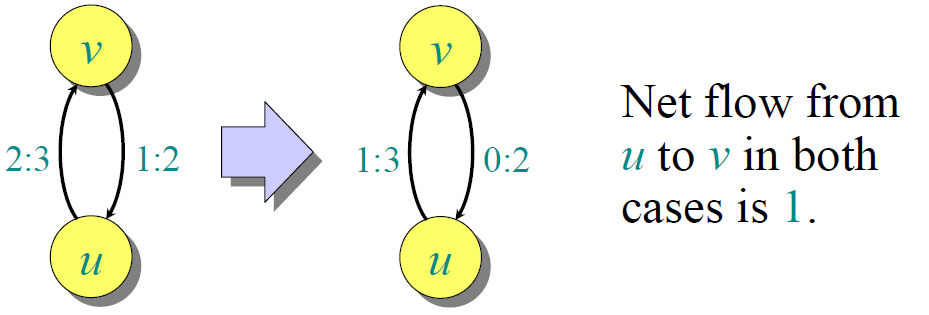 v
2:3 1:2
u
v
1:3 0:2
u
Net flow from
u to v in both
cases is 1.